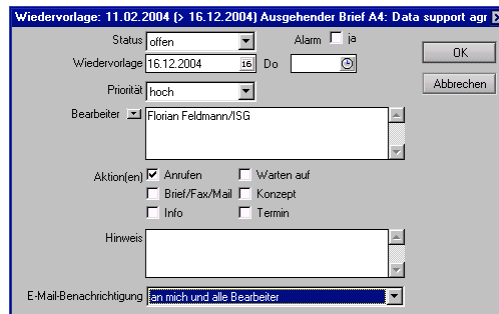 Wiedervorlage: 11.02.2004 (> 16.12.2004) Ausgehender Brief A4: Data support agr
Status offen Alarm ja
OK
Wiedervorlage 16.12.2004 16 Do
Abbrechen
Priorität hoch
Bearbeiter Florian Feldmann/ISG
Aktion(en) Anrufen Warten auf
Brief/Fax/Mail Konzept
Info Termin
Hinweis
E-Mail-Benachrichtigung an mich und alle Bearbeiter